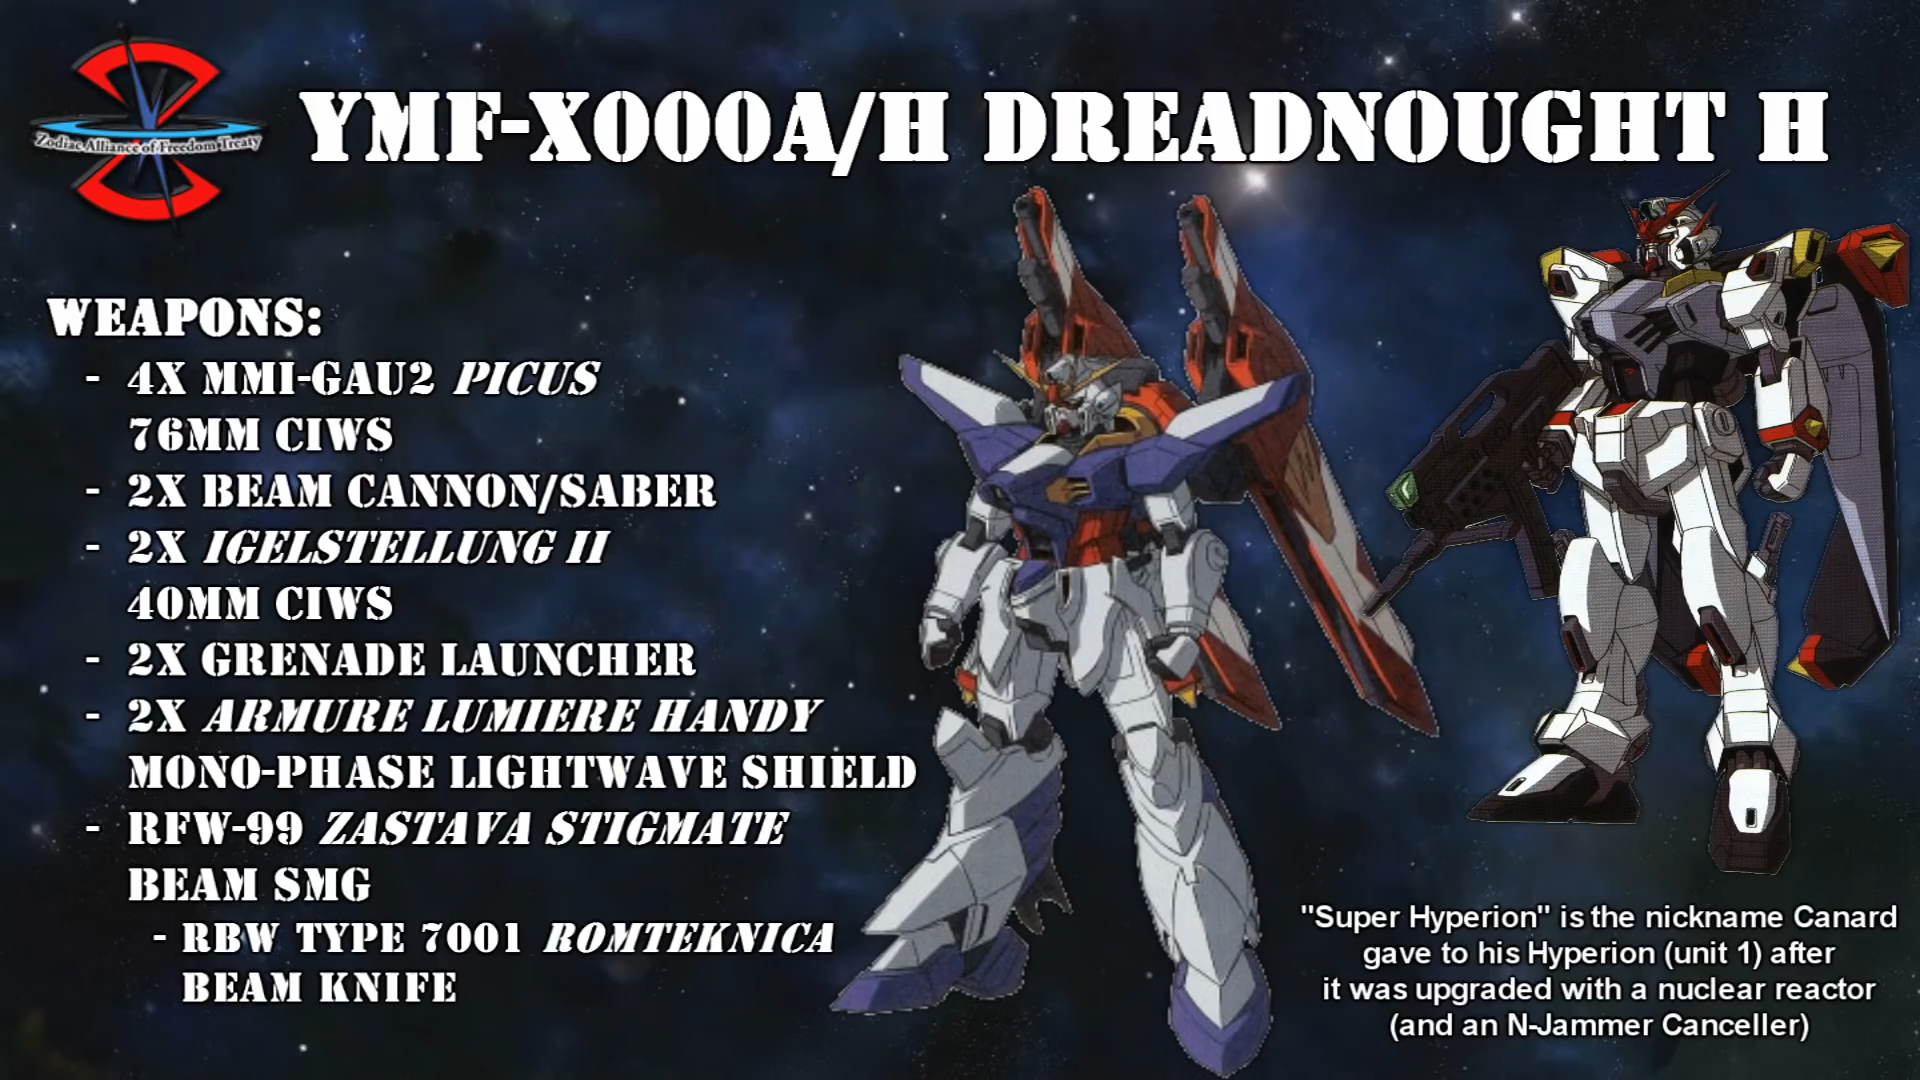 Zodiac Alliance of Freedom Treaty
YMF-X000A/H DREADNOUGHT H
WEAPONS:
- 4X MMI-GAU2 PICUS
76MM CIWS
- 2X BEAM CANNON/SABER
- 2X IGELSTELLUNG II
40MM CIWS
- 2X GRENADE LAUNCHER
- 2X ARMURE LUMIERE HANDY
MONO-PHASE LIGHTWAVE SHIELD
- RFW-99 ZASTAVA STIGMATE
BEAM SMG
- RBW TYPE 7001 ROMTEKNICA
BEAM KNIFE
"Super Hyperion" is the nickname Canard
gave to his Hyperion (unit 1) after
it was upgraded with a nuclear reactor
(and an N-Jammer Canceller)